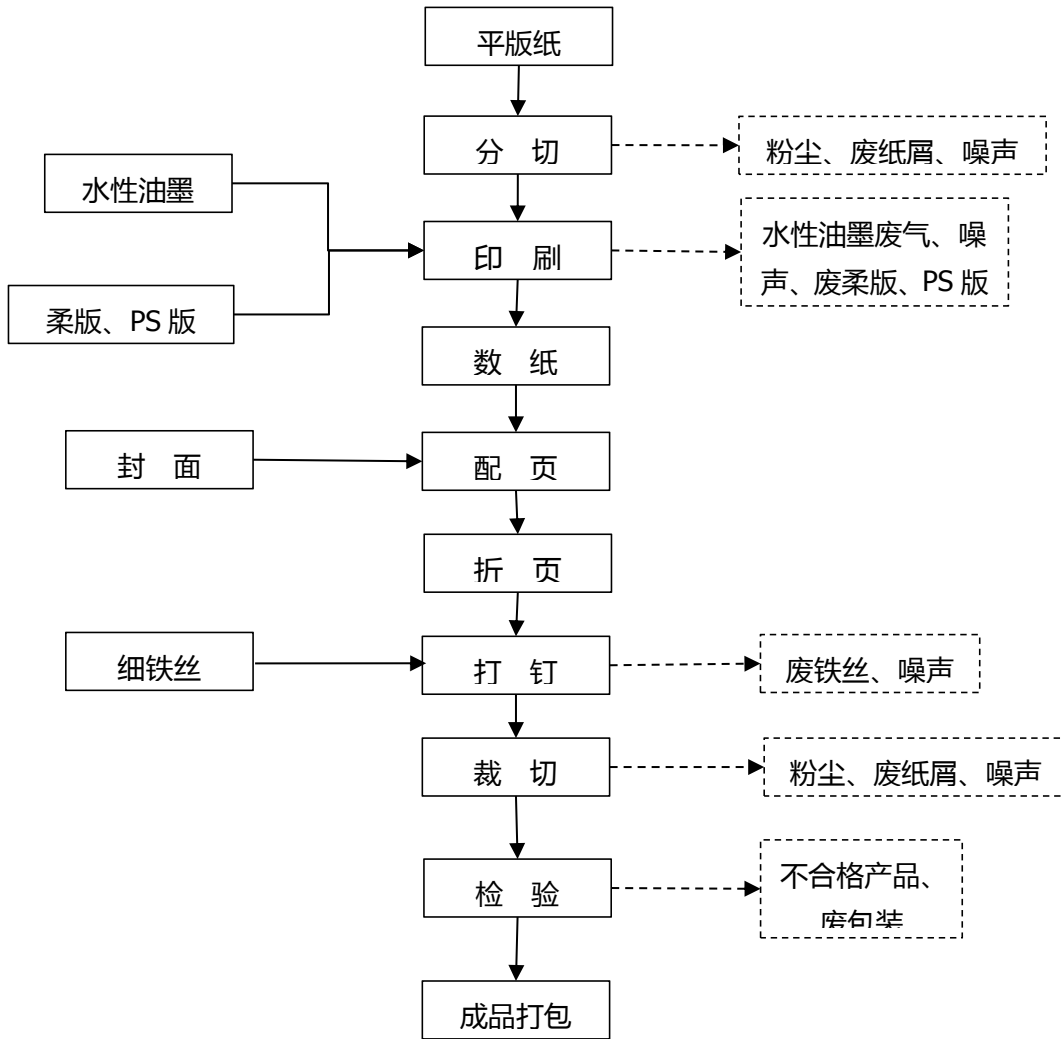 平版纸
分 切
粉尘、废纸屑、噪声
水性油墨
印 刷
水性油墨废气、噪
声、废柔版、PS 版
柔版、PS 版
数 纸
封 面
配 页
折 页
细铁丝
打 钉
废铁丝、噪声
裁 切
粉尘、废纸屑、噪声
检 验
不合格产品、
废包装
成品打包